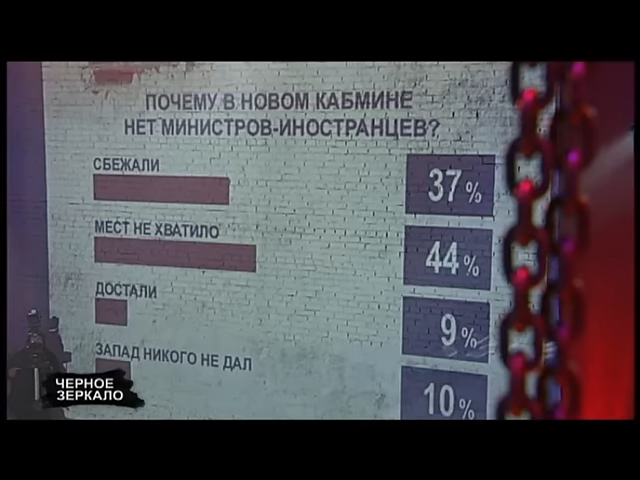 ПОЧЕМУ В НОВОМ КАБМИНЕ
НЕТ МИНИСТРОВ-ИНОСТРАНЦЕВ?
СБЕЖАЛИ
37%
МЕСТ НЕ ХВАТИЛО
44%
ДОСТАЛИ
9%
ЗАПАД НИКОГО НЕ ДАЛ
10%
ЧЕРНОЕ
ЗЕРКАЛО